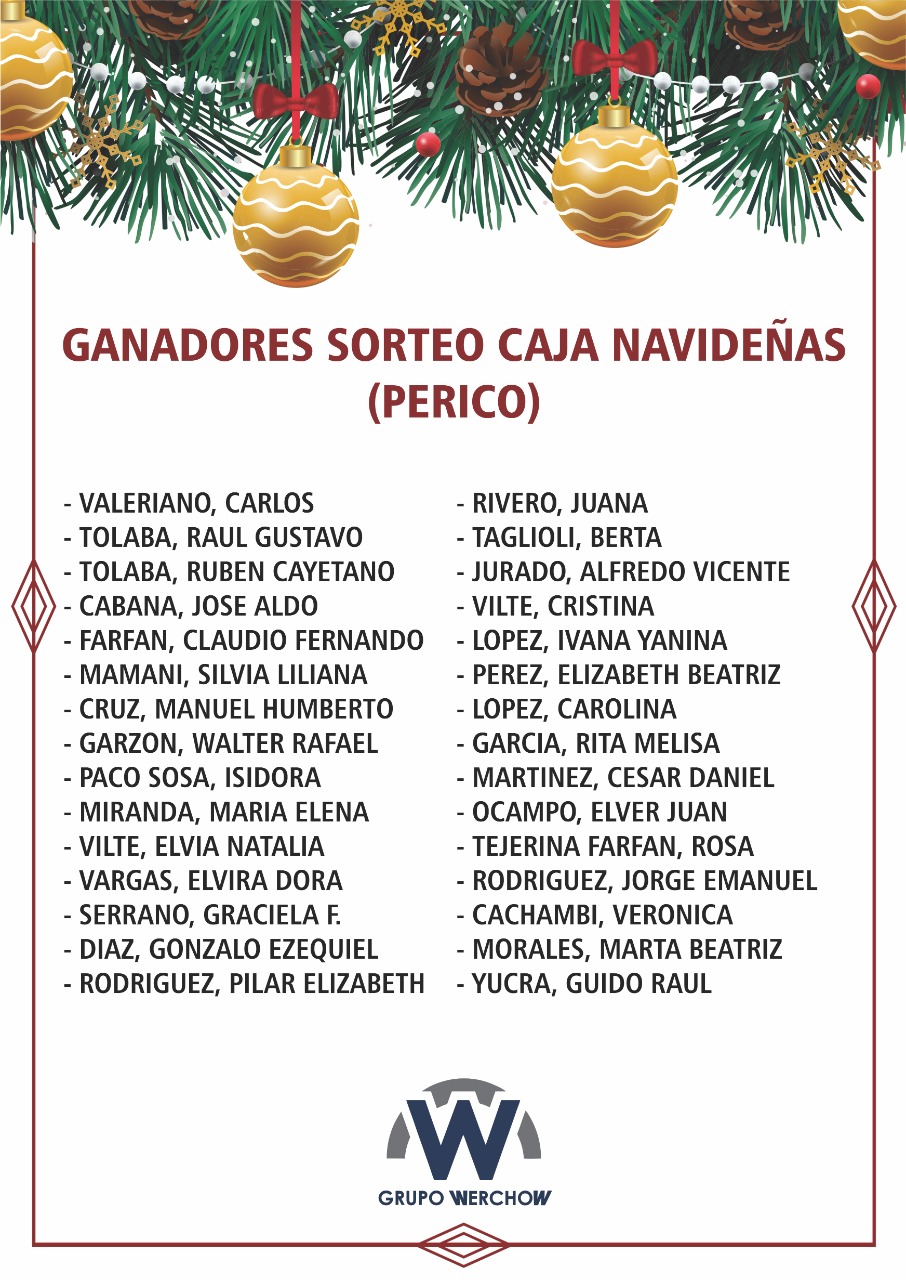 GANADORES SORTEO CAJA NAVIDEÑAS
(PERICO)
- VALERIANO, CARLOS
- TOLABA, RAUL GUSTAVO
- TOLABA, RUBEN CAYETANO
- CABANA, JOSE ALDO
- FARFAN, CLAUDIO FERNANDO
- MAMANI, SILVIA LILIANA
- CRUZ, MANUEL HUMBERTO
- GARZON, WALTER RAFAEL
- PACO SOSA, ISIDORA
- MIRANDA, MARIA ELENA
- VILTE, ELVIA NATALIA
- VARGAS, ELVIRA DORA
- SERRANO, GRACIELA F.
- DIAZ, GONZALO EZEQUIEL
- RODRIGUEZ, PILAR ELIZABETH
- RIVERO, JUANA
- TAGLIOLI, BERTA
- JURADO, ALFREDO VICENTE
- VILTE, CRISTINA
- LOPEZ, IVANA YANINA
- PEREZ, ELIZABETH BEATRIZ
- LOPEZ, CAROLINA
- GARCIA, RITA MELISA
- MARTINEZ, CESAR DANIEL
- OCAMPO, ELVER JUAN
- TEJERINA FARFAN, ROSA
- RODRIGUEZ, JORGE EMANUEL
- CACHAMBI, VERONICA
- MORALES, MARTA BEATRIZ
- YUCRA, GUIDO RAUL
W
GRUPO WERCHOW